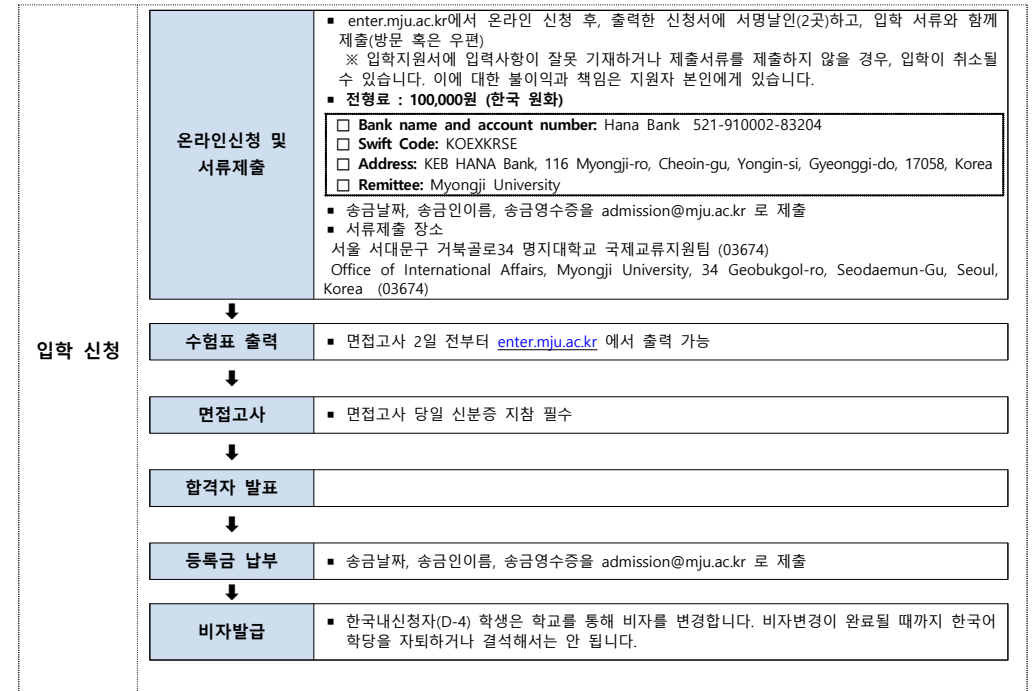 입학 신청
온라인신청 및
서류제출
▪ enter.mju.ac.kr에서 온라인 신청 후, 출력한 신청서에 서명날인(2곳)하고, 입학 서류와 함께
제출(방문 혹은 우편)
※ 입학지원서에 입력사항이 잘못 기재하거나 제출서류를 제출하지 않을 경우, 입학이 취소될
수 있습니다. 이에 대한 불이익과 책임은 지원자 본인에게 있습니다.
▪ 전형료 : 100,000원 (한국 원화)
□ Bank name and account number: Hana Bank 521-910002-83204
□ Swift Code: KOEXKRSE
□ Address: KEB HANA Bank, 116 Myongji-ro, Cheoin-gu, Yongin-si, Gyeonggi-do, 17058, Korea
□ Remittee: Myongji University
▪ 송금날짜, 송금인이름, 송금영수증을 admission@mju.ac.kr 로 제출
▪ 서류제출 장소
서울 서대문구 거북골로34 명지대학교 국제교류지원팀 (03674)
Office of International Affairs, Myongji University, 34 Geobukgol-ro, Seodaemun-Gu, Seoul,
Korea (03674)
⬇
수험표 출력
▪ 면접고사 2일 전부터 enter.mju.ac.kr 에서 출력 가능
⬇
면접고사
▪ 면접고사 당일 신분증 지참 필수
⬇
합격자 발표
⬇
등록금 납부
▪ 송금날짜, 송금인이름, 송금영수증을 admission@mju.ac.kr 로 제출
⬇
비자발급
▪ 한국내신청자(D-4) 학생은 학교를 통해 비자를 변경합니다. 비자변경이 완료될 때까지 한국어
학당을 자퇴하거나 결석해서는 안 됩니다.